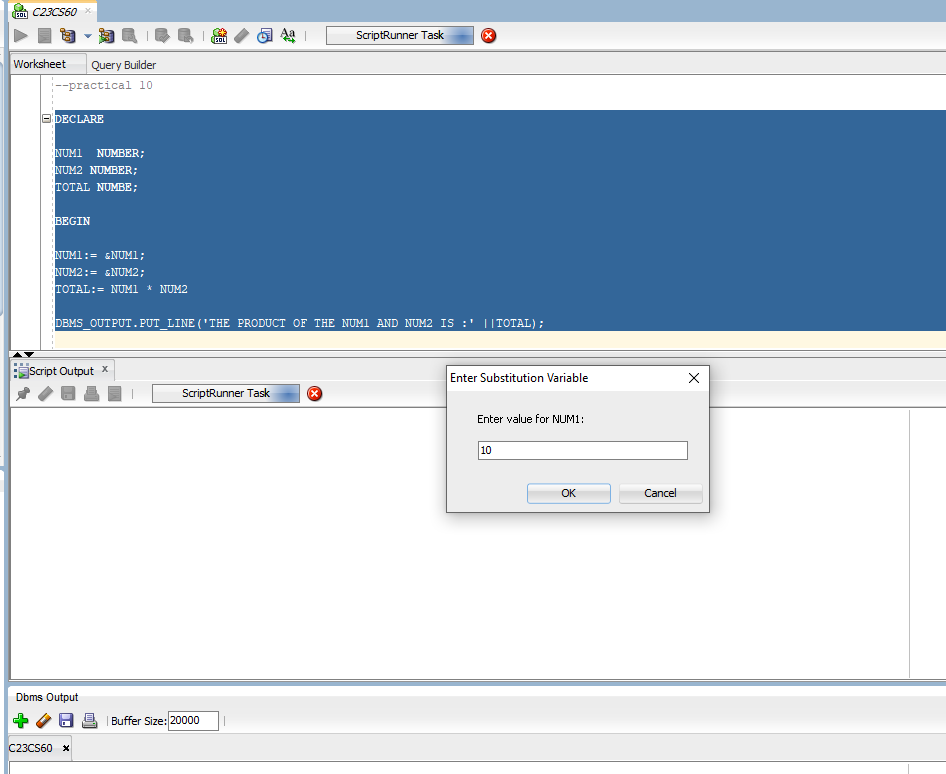 C23CS60
ScriptRunner Task
Worksheet
Query Builder
--practical 10
DECLARE
NUM1  NUMBER;
NUM2 NUMBER;
TOTAL NUMBE;
BEGIN
NUM1:= &NUM1;
NUM2:= &NUM2;
TOTAL:= NUM1 * NUM2
DBMS_OUTPUT.PUT_LINE('THE PRODUCT OF THE NUM1 AND NUM2 IS :' ||TOTAL);
Script Output
ScriptRunner Task
Enter Substitution Variable
Enter value for NUM1:
10
OK
Cancel
Dbms Output
Buffer Size: 20000
C23CS60